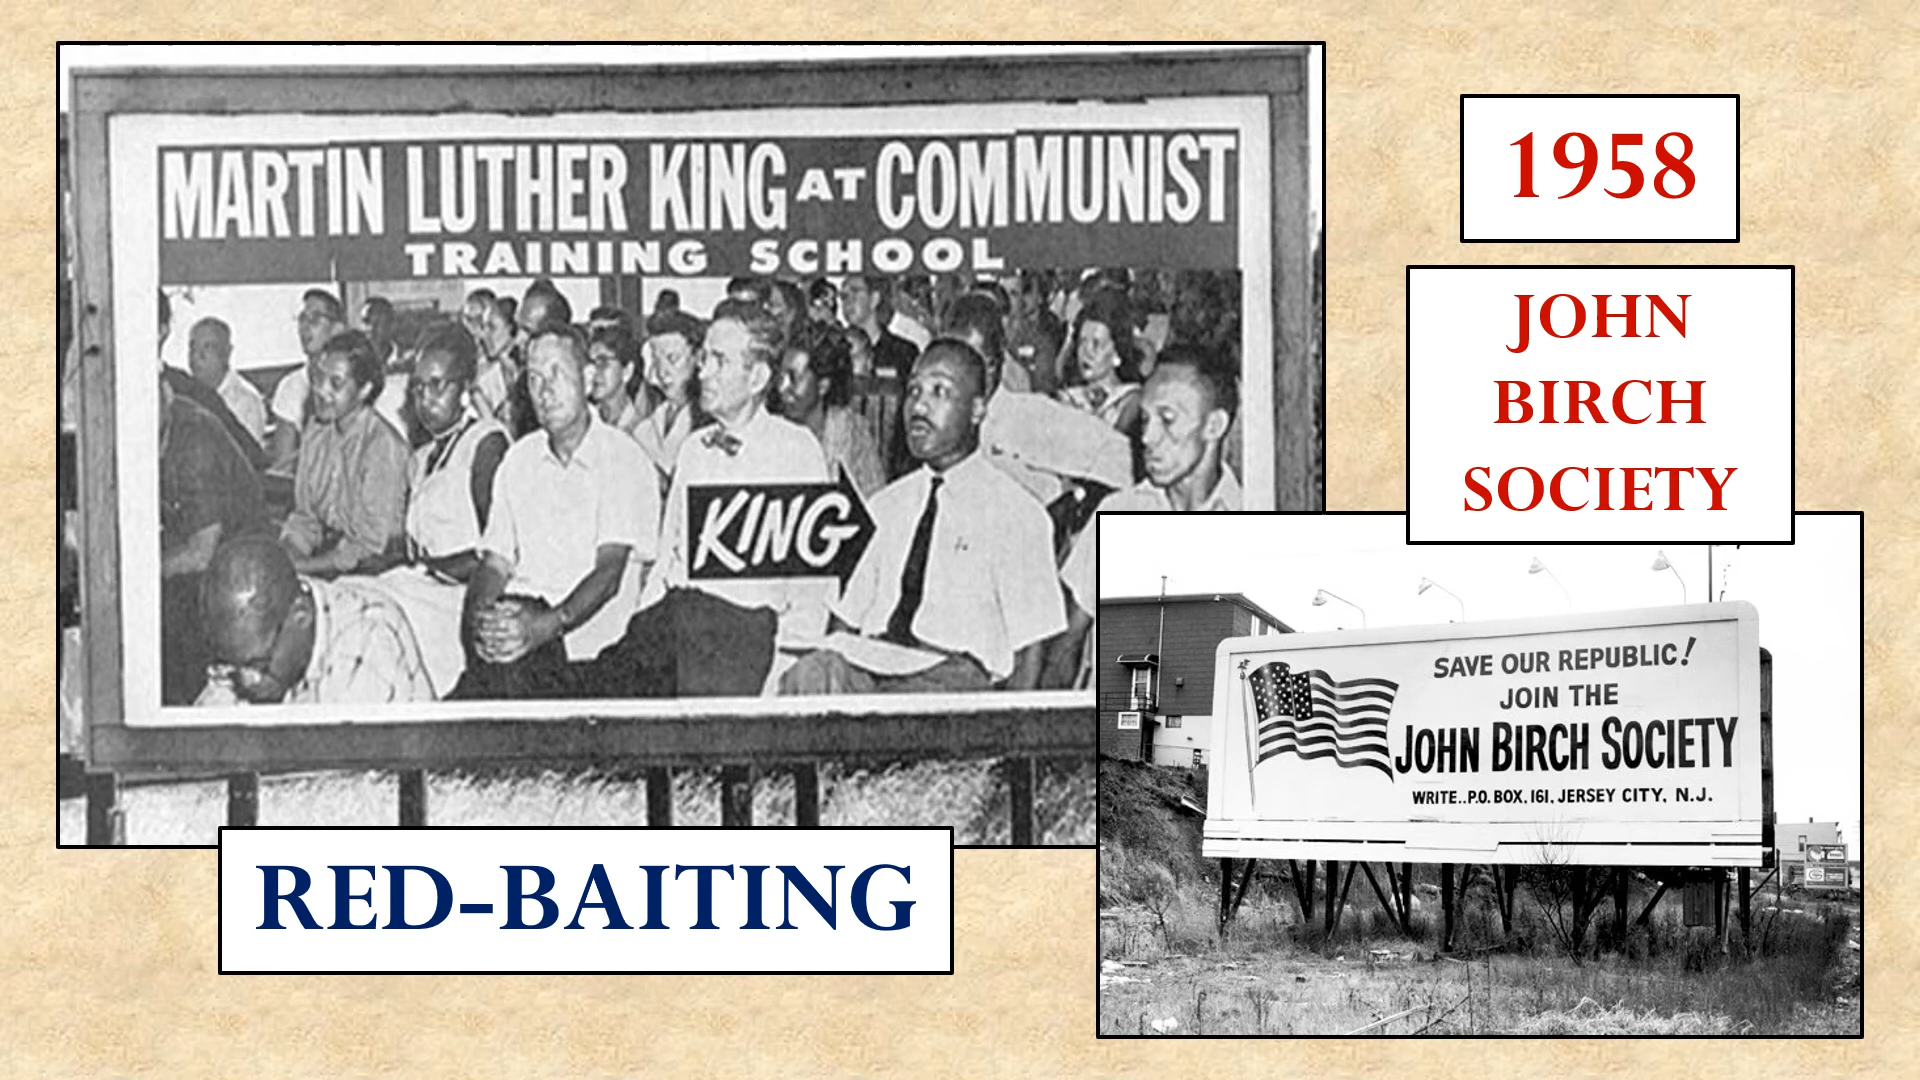 MARTIN LUTHER KING AT COMMUNIST
TRAINING SCHOOL
KING
RED-BAITING
1958
JOHN
BIRCH
SOCIETY
SAVE OUR REPUBLIC!
JOIN THE
JOHN BIRCH SOCIETY
WRITE..P.O. BOX, 161, JERSEY CITY, N.J.